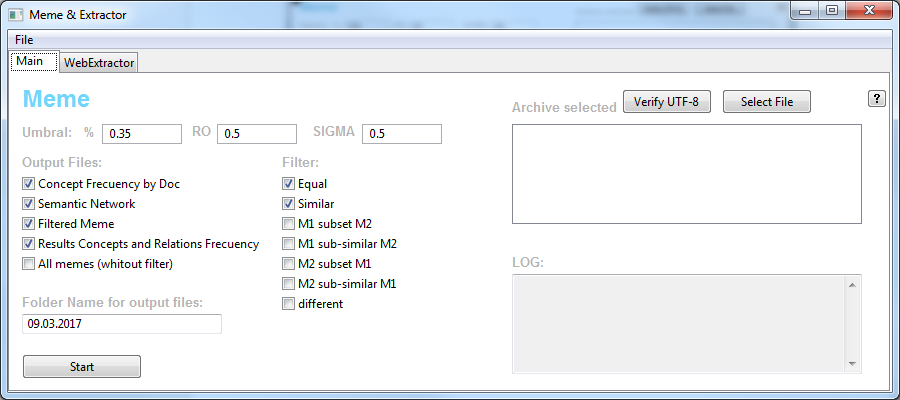 Meme & Extractor
File
Main WebExtractor
Meme
Umbral: % 0.35 RO 0.5 SIGMA 0.5
Archive selected Verify UTF-8 Select File ?
Output Files:
Concept Frecuency by Doc
Semantic Network
Filtered Meme
Results Concepts and Relations Frecuency
All memes (whitout filter)
Filter:
Equal
Similar
M1 subset M2
M1 sub-similar M2
M2 subset M1
M2 sub-similar M1
different
LOG:
Folder Name for output files:
09.03.2017
Start